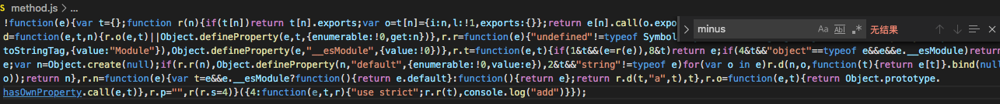 method.js > ...
!function(e){var t={};function r(n){if(t[n])return t[n].exports;var o=t[n]={i:n,l:!1,exports:{}};return e[n].call(o.expo
minus
Aa
Abl
.*
无结果
d=function(e,t,n){r.o(e,t)||Object.defineProperty(e,t,{enumerable:!0,get:n})},r.r=function(e){"undefined"!=typeof Symbol
toStringTag,{value:"Module"}),Object.defineProperty(e,"__esModule",{value:!0})},r.t=function(e,t){if(1&t&&(e=r(e)),8&t)return e;if(4&t&&"object"==typeof e&&e&&e.__esModule)return
e;var n=Object.create(null);if(r.r(n),Object.defineProperty(n,"default",{enumerable:!0,value:e}),2&t&&"string"!=typeof e)for(var o in e)r.d(n,o,function(t){return e[t]}.bind(null
o));return n},r.n=function(e){var t=e&&e.__esModule?function(){return e.default}:function(){return e};return r.d(t,"a",t),t},r.o=function(e,t){return Object.prototype.
hasOwnProperty.call(e,t)},r.p="",r(r.s=4)}({4:function(e,t,r){"use strict";r.r(t),console.log("add")}});